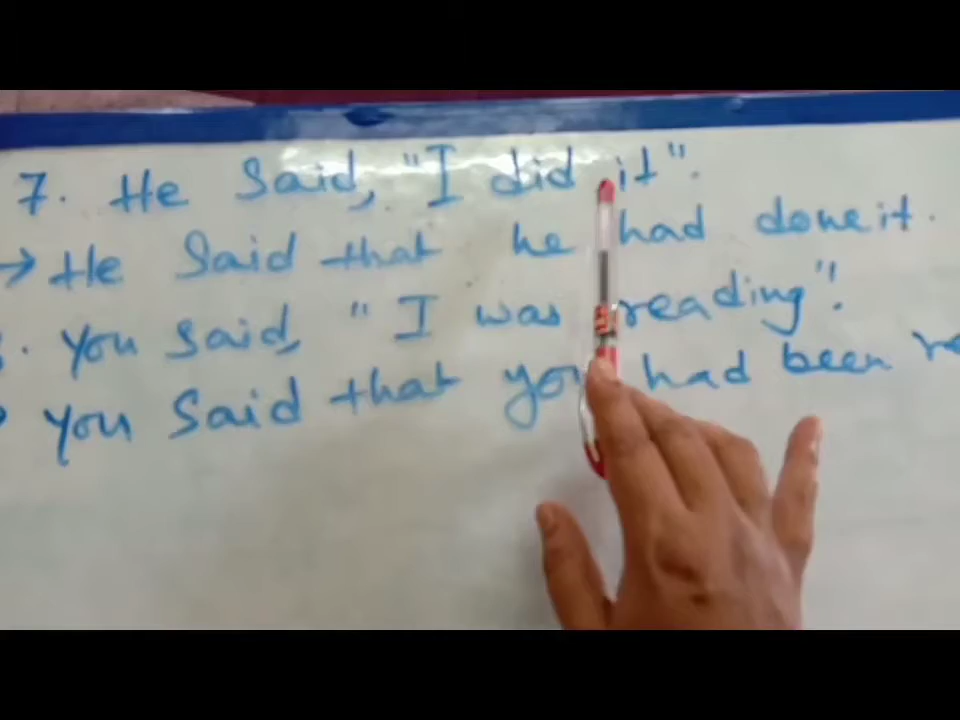 7. He Said, "I did it".
→ He Said that he had done it.
. You Said, " I was reading".
You Said that you had been